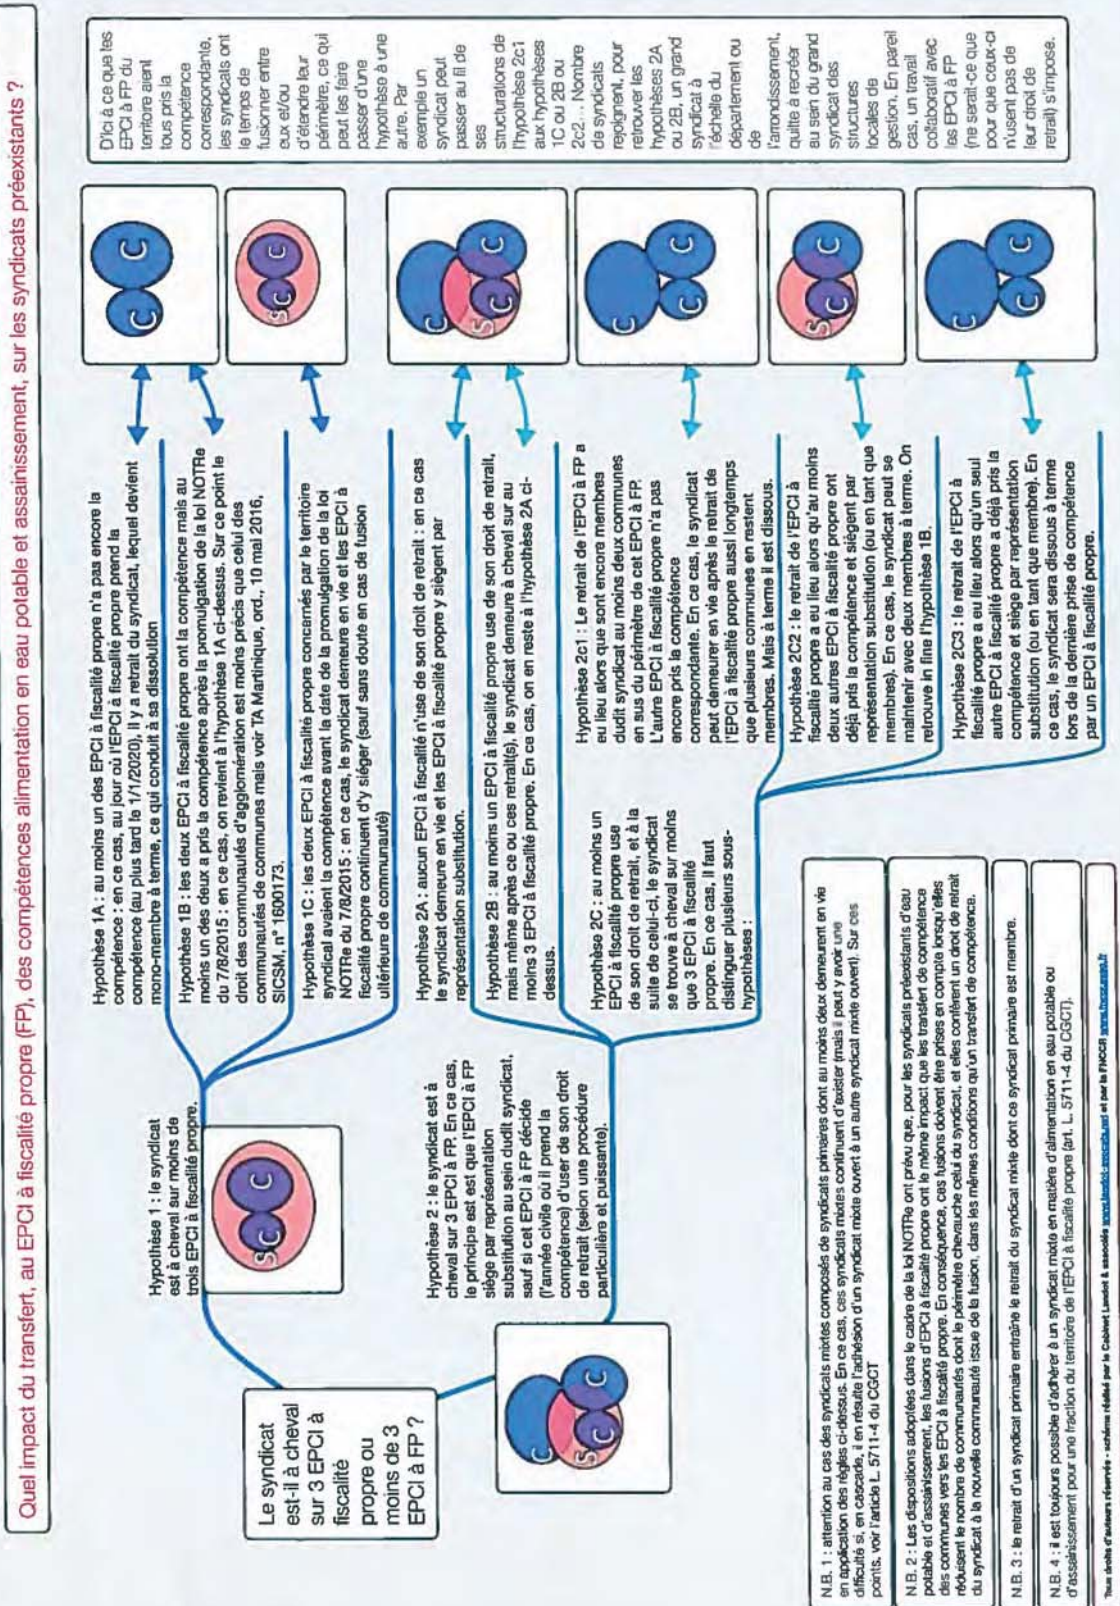 Quel impact du transfert, au EPCI à fiscalité propre (FP), des compétences alimentation en eau potable et assainissement, sur les syndicats préexistants ?
Le syndicat
est-il à cheval
sur 3 EPCI à
fiscalité
propre ou
moins de 3
EPCI à FP ?
Hypothèse 1 : le syndicat
est à cheval sur moins de
trois EPCI à fiscalité propre.
S
C
C
Hypothèse 1A : au moins un des EPCI à fiscalité propre n'a pas encore la
compétence : en ce cas, au jour où l'EPCI à fiscalité propre prend la
compétence (au plus tard le 1/1/2020), il y a retrait du syndicat, lequel devient
mono-membre à terme, ce qui conduit à sa dissolution
C
C
Hypothèse 1B : les deux EPCI à fiscalité propre ont la compétence mais au
moins un des deux a pris la compétence après la promulgation de la loi NOTRe
du 7/8/2015 : en ce cas, on revient à l'hypothèse 1A ci-dessus. Sur ce point le
droit des communautés d'agglomération est moins précis que celui des
communautés de communes mais voir TA Martinique, ord., 10 mai 2016,
SICSM, n° 1600173.
Hypothèse 1C : les deux EPCI à fiscalité propre concernés par le territoire
syndical avaient la compétence avant la date de la promulgation de la loi
NOTRe du 7/8/2015 : en ce cas, le syndicat demeure en vie et les EPCI à
fiscalité propre continuent d'y siéger (sauf sans doute en cas de fusion
ultérieure de communauté)
S
C
C
Hypothèse 2 : le syndicat est à
cheval sur 3 EPCI à FP. En ce cas,
le principe est est que l'EPCI à FP
siège par représentation
substitution au sein dudit syndicat,
sauf si cet EPCI à FP décide
(l'année civile où il prend la
compétence) d'user de son droit
de retrait (selon une procédure
particulière et puissante).
C
S
C
C
Hypothèse 2A : aucun EPCI à fiscalité n'use de son droit de retrait : en ce cas
le syndicat demeure en vie et les EPCI à fiscalité propre y siègent par
représentation substitution.
Hypothèse 2B : au moins un EPCI à fiscalité propre use de son droit de retrait,
mais même après ce ou ces retrait(s), le syndicat demeure à cheval sur au
moins 3 EPCI à fiscalité propre. En ce cas, on en reste à l'hypothèse 2A ci-
dessus.
C
S
C
C
Hypothèse 2C : au moins un
EPCI à fiscalité propre use
de son droit de retrait, et à la
suite de celui-ci, le syndicat
se trouve à cheval sur moins
que 3 EPCI à fiscalité
propre. En ce cas, il faut
distinguer plusieurs sous-
hypothèses :
Hypothèse 2c1 : Le retrait de l'EPCI à FP a
eu lieu alors que sont encore membres
dudit syndicat au moins deux communes
en sus du périmètre de cet EPCI à FP.
L'autre EPCI à fiscalité propre n'a pas
encore pris la compétence
correspondante. En ce cas, le syndicat
peut demeurer en vie après le retrait de
l'EPCI à fiscalité propre aussi longtemps
que plusieurs communes en restent
membres. Mais à terme il est dissous.
C
C
C
Hypothèse 2C2 : le retrait de l'EPCI à
fiscalité propre a eu lieu alors qu'au moins
deux autres EPCI à fiscalité propre ont
déjà pris la compétence et siègent par
représentation substitution (ou en tant que
membres). En ce cas, le syndicat peut se
maintenir avec deux membres à terme. On
retrouve in fine l'hypothèse 1B.
S
C
C
Hypothèse 2C3 : le retrait de l'EPCI à
fiscalité propre a eu lieu alors qu'un seul
autre EPCI à fiscalité propre a déjà pris la
compétence et siège par représentation
substitution (ou en tant que membre). En
ce cas, le syndicat sera dissous à terme
lors de la dernière prise de compétence
par un EPCI à fiscalité propre.
C
C
C
D'ici à ce que les
EPCI à FP du
territoire aient
tous pris la
compétence
correspondante,
les syndicats ont
le temps de
fusionner entre
eux et/ou
d'étendre leur
périmètre, ce qui
peut les faire
passer d'une
hypothèse à une
autre. Par
exemple un
syndicat peut
passer au fil de
ses
structurations de
l'hypothèse 2c1
aux hypothèses
1C ou 2B ou
2c2… Nombre
de syndicats
rejoignent, pour
retrouver les
hypothèses 2A
ou 2B, un grand
syndicat à
l'échelle du
département ou
de
l'arrondissement,
quitte à recréer
au sein du grand
syndicat des
structures
locales de
gestion. En pareil
cas, un travail
collaboratif avec
les EPCI à FP
(ne serait-ce que
pour que ceux-ci
n'usent pas de
leur droit de
retrait) s'impose.
N.B. 1 : attention au cas des syndicats mixtes composés de syndicats primaires dont au moins deux demeurent en vie
en application des règles ci-dessus. En ce cas, ces syndicats mixtes continuent d'exister (mais il peut y avoir une
difficulté si, en cascade, il en résulte l'adhésion d'un syndicat mixte ouvert à un autre syndicat mixte ouvert). Sur ces
points, voir l'article L. 5711-4 du CGCT
N.B. 2 : Les dispositions adoptées dans le cadre de la loi NOTRe ont prévu que, pour les syndicats préexistants d'eau
potable et d'assainissement, les fusions d'EPCI à fiscalité propre ont le même impact que les transfert de compétence
des communes vers les EPCI à fiscalité propre. En conséquence, ces fusions doivent être prises en compte lorsqu'elles
réduisent le nombre de communautés dont le périmètre chevauche celui du syndicat, et elles confèrent un droit de retrait
du syndicat à la nouvelle communauté issue de la fusion, dans les mêmes conditions qu'un transfert de compétence.
N.B. 3 : le retrait d'un syndicat primaire entraîne le retrait du syndicat mixte dont ce syndicat primaire est membre.
N.B. 4 : il est toujours possible d'adhérer à un syndicat mixte en matière d'alimentation en eau potable ou
d'assainissement pour une fraction du territoire de l'EPCI à fiscalité propre (art. L. 5711-4 du CGCT).
Tous droits d'auteurs réservés - schéma réalisé par le Cabinet Landot & associés www.landot-avocats.net et par la FNCCR www.fnccr.asso.fr